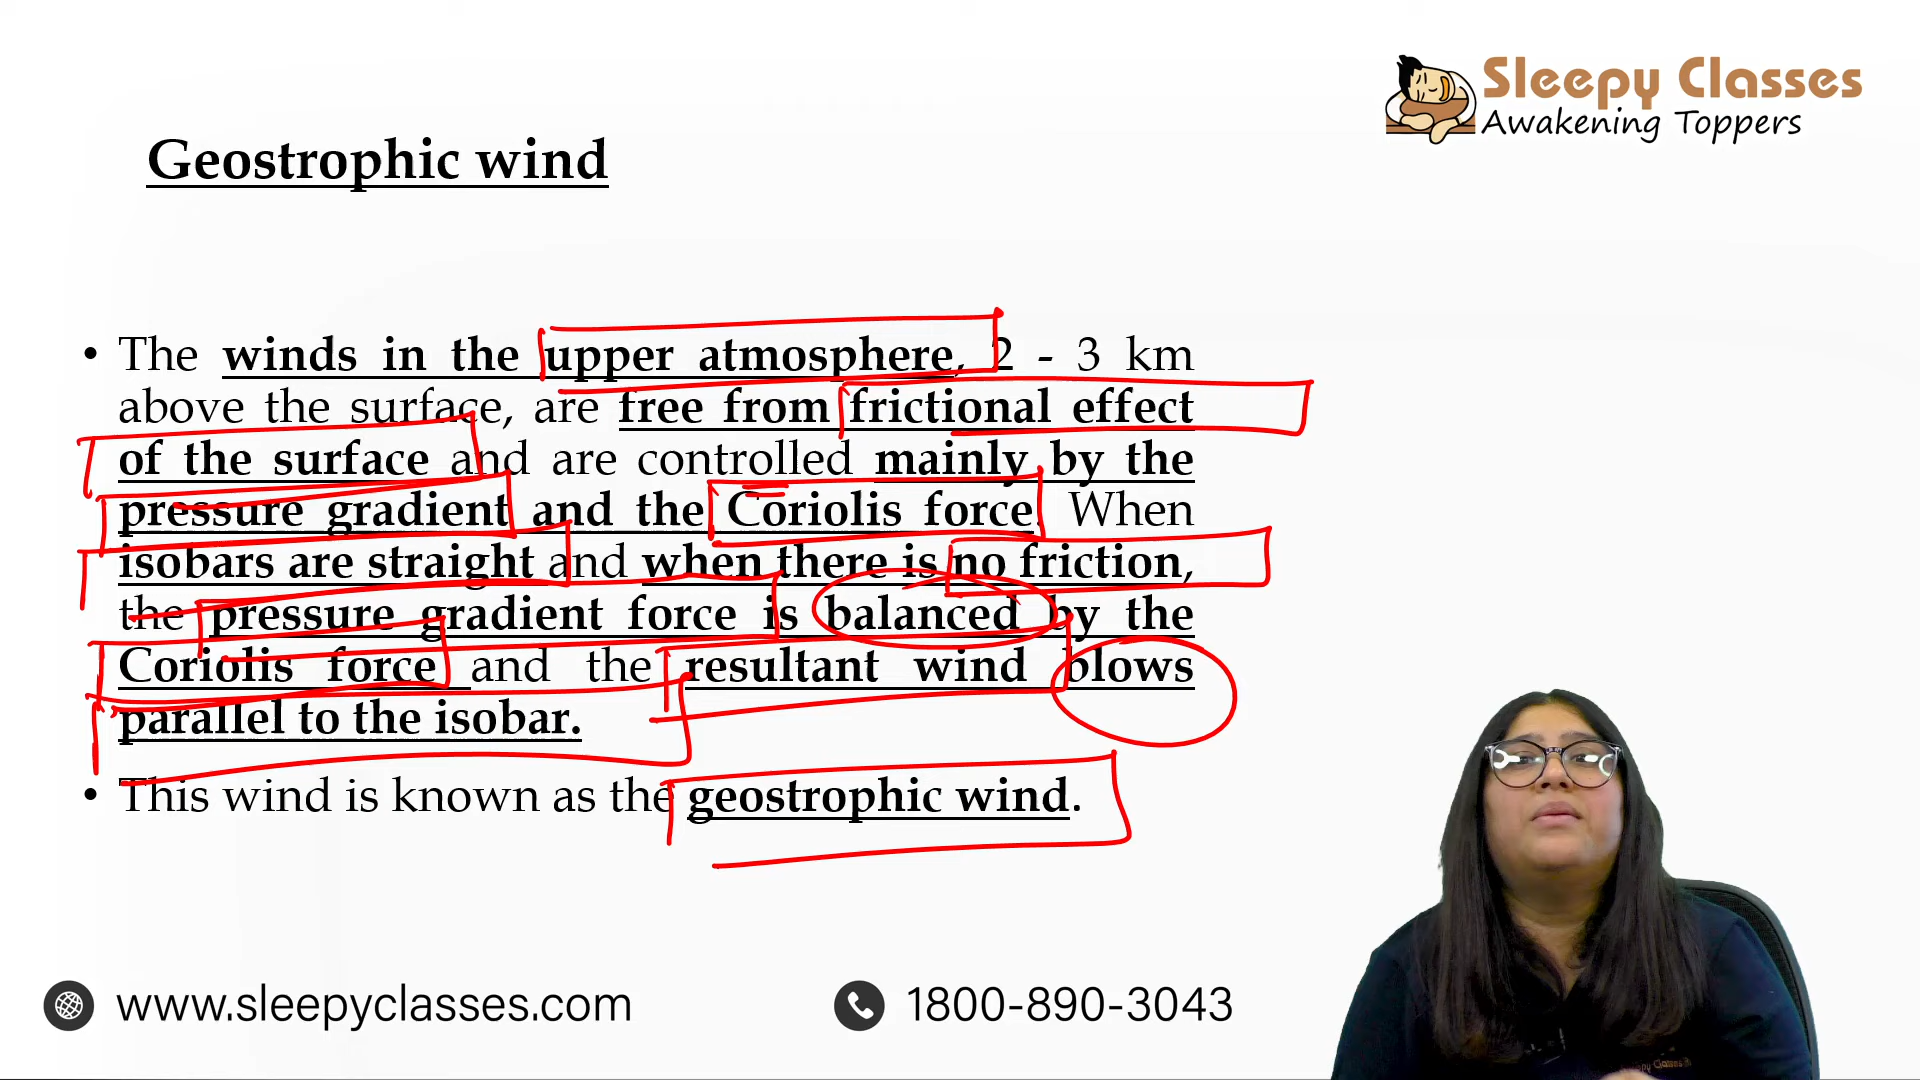 Sleepy Classes
Awakening Toppers
Geostrophic wind
• The winds in the upper atmosphere, 2 - 3 km
above the surface, are free from frictional effect
of the surface and are controlled mainly by the
pressure gradient and the Coriolis force. When
isobars are straight and when there is no friction,
the pressure gradient force is balanced by the
Coriolis force and the resultant wind blows
parallel to the isobar.
• This wind is known as the geostrophic wind.
www.sleepyclasses.com
1800-890-3043
Sleepy Classes